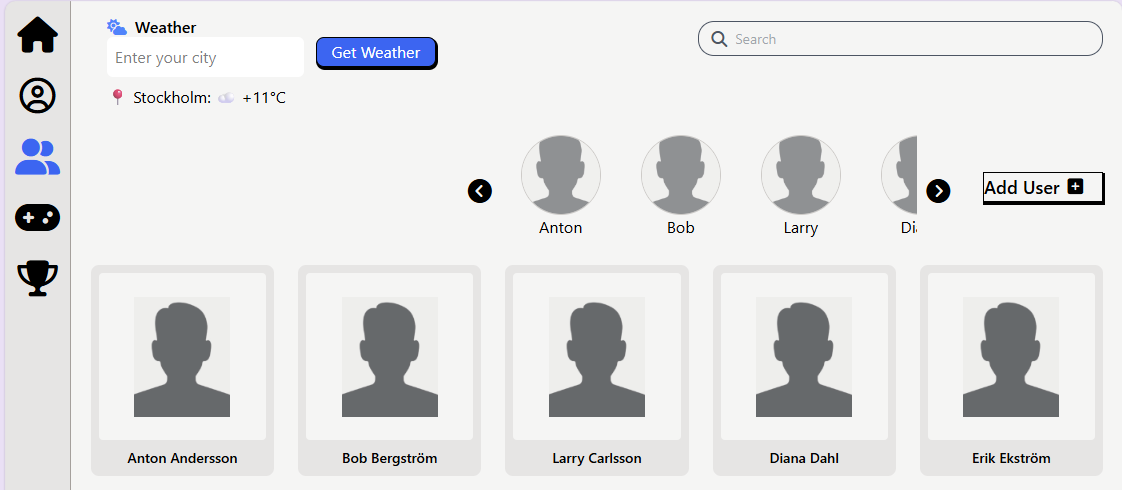 Weather
Search
Enter your city
Get Weather
Stockholm: +11°C
Add User
Anton
Bob
Larry
Di
Anton Andersson
Bob Bergström
Larry Carlsson
Diana Dahl
Erik Ekström